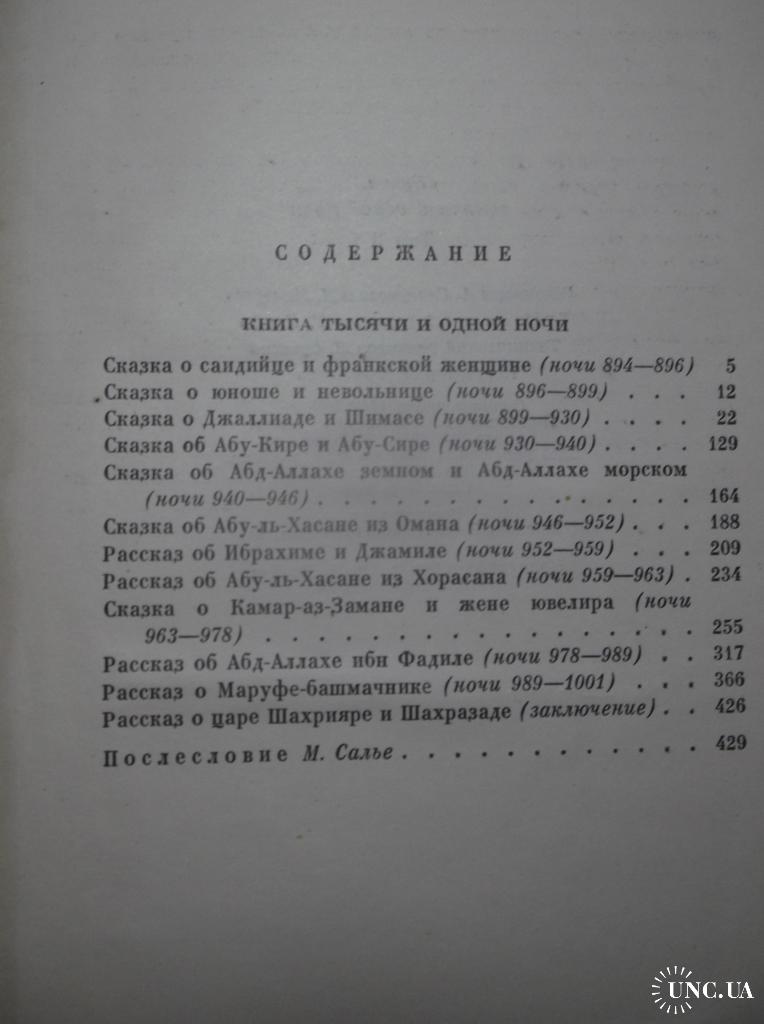 СОДЕРЖАНИЕ
КНИГА ТЫСЯЧИ И ОДНОЙ НОЧИ
Сказка о саидийце и франкской женщине (ночи 894—896) 5
Сказка о юноше и невольнице (ночи 896—899) . . . 12
Сказка о Джаллиаде и Шимасе (ночи 899—930) . . . . 22
Сказка об Абу-Кире и Абу-Сире (ночи 930—940) . . . . 129
Сказка об Абд-Аллахе земном и Абд-Аллахе морском
(ночи 940—946) . . . . . . . . . . . . . . . . 164
Сказка об Абу-ль-Хасане из Омана (ночи 946—952) . . . 188
Рассказ об Ибрахиме и Джамиле (ночи 952—959) . . . 209
Рассказ об Абу-ль-Хасане из Хорасана (ночи 959—963) . 234
Сказка о Камар-аз-Замане и жене ювелира (ночи
963—978) . . . . . . . . . . . . . . . . . . 255
Рассказ об Абд-Аллахе ибн Фадиле (ночи 978—989) . . 317
Рассказ о Маруфе-башмачнике (ночи 989—1001) . . . 366
Рассказ о царе Шахрияре и Шахразаде (заключение) . . 426
Послесловие М. Салье . . . . . . . . . . . . 429
UNC.UA